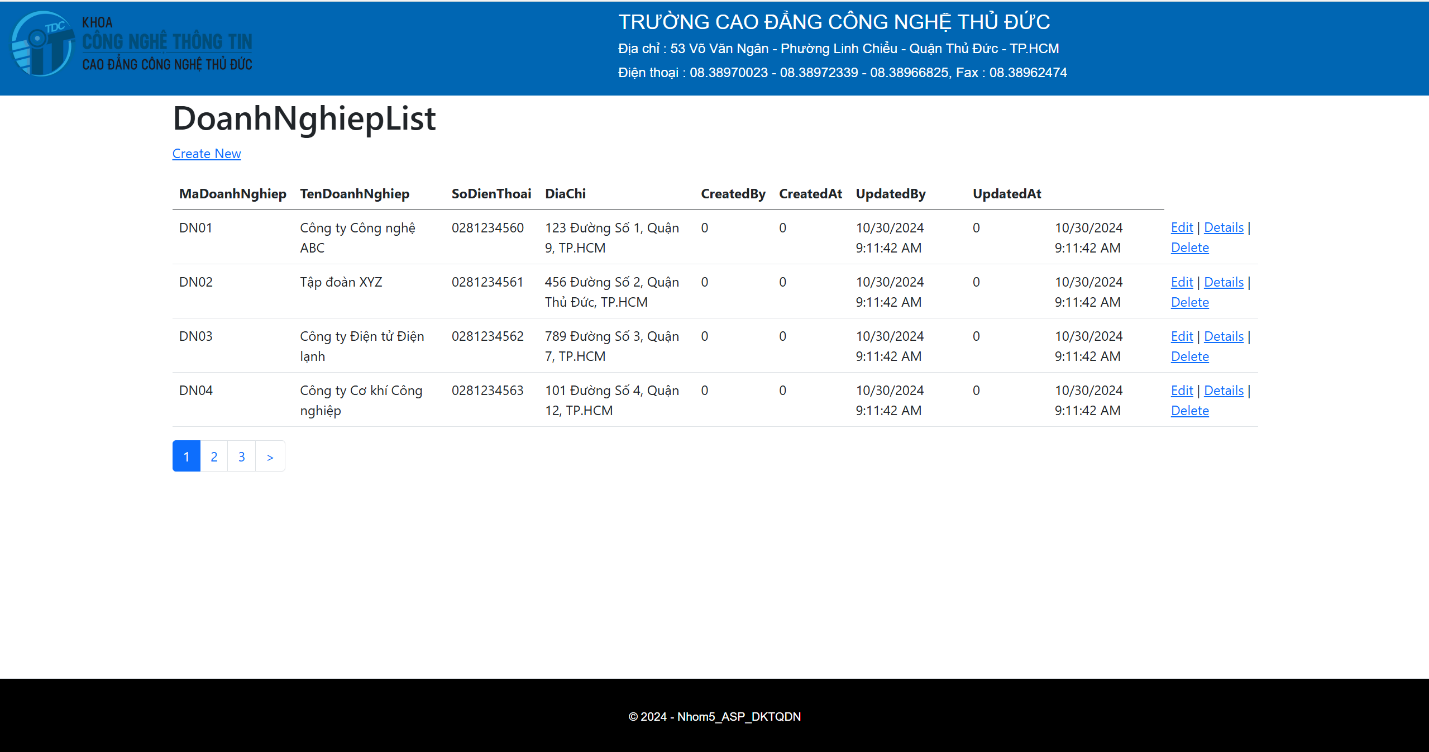 KHOA
CÔNG NGHỆ THÔNG TIN
CAO ĐẲNG CÔNG NGHỆ THỦ ĐỨC
TDC
iT
TRƯỜNG CAO ĐẲNG CÔNG NGHỆ THỦ ĐỨC
Địa chỉ : 53 Võ Văn Ngân - Phường Linh Chiểu - Quận Thủ Đức - TP.HCM
Điện thoại : 08.38970023 - 08.38972339 - 08.38966825, Fax : 08.38962474
DoanhNghiepList
Create New
MaDoanhNghiep TenDoanhNghiep SoDienThoai DiaChi CreatedBy CreatedAt UpdatedBy UpdatedAt
DN01 Công ty Công nghệ 0281234560 123 Đường Số 1, Quận 0 0 10/30/2024 0 10/30/2024 Edit | Details |
ABC 9, TP.HCM 9:11:42 AM 9:11:42 AM Delete
DN02 Tập đoàn XYZ 0281234561 456 Đường Số 2, Quận 0 0 10/30/2024 0 10/30/2024 Edit | Details |
Thủ Đức, TP.HCM 9:11:42 AM 9:11:42 AM Delete
DN03 Công ty Điện tử Điện 0281234562 789 Đường Số 3, Quận 0 0 10/30/2024 0 10/30/2024 Edit | Details |
lạnh 7, TP.HCM 9:11:42 AM 9:11:42 AM Delete
DN04 Công ty Cơ khí Công 0281234563 101 Đường Số 4, Quận 0 0 10/30/2024 0 10/30/2024 Edit | Details |
nghiệp 12, TP.HCM 9:11:42 AM 9:11:42 AM Delete
1 2 3 >
© 2024 - Nhom5_ASP_DKTQDN